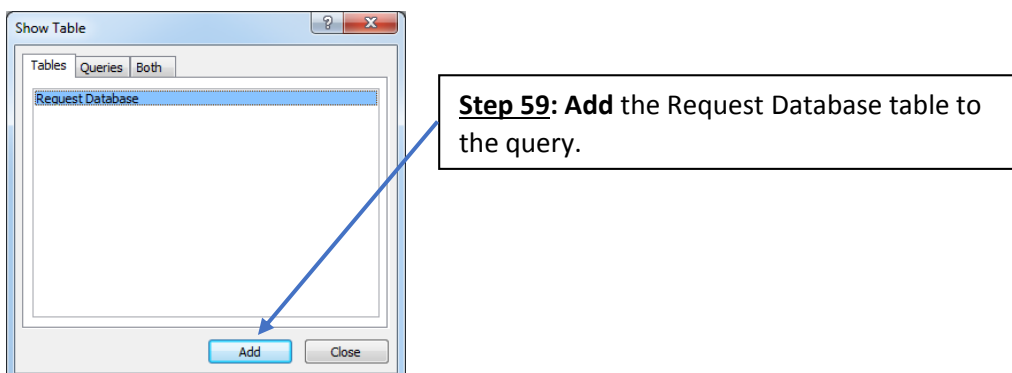 Show Table
?
X
Tables Queries Both
Request Database
Step 59: Add the Request Database table to
the query.
Add Close